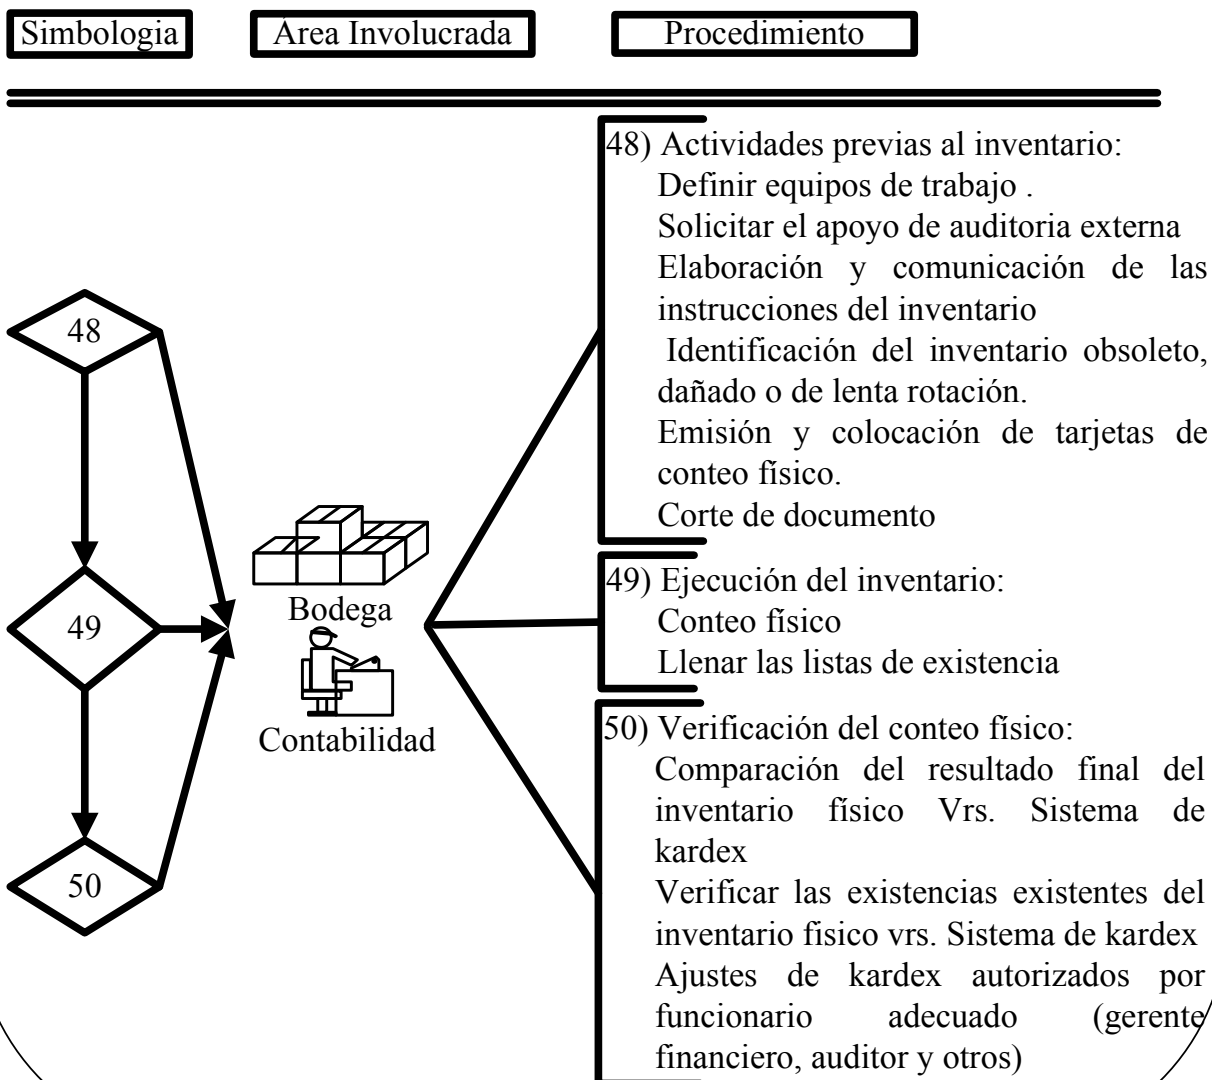 Simbologia
Área Involucrada
Procedimiento
48
49
50
Bodega
Contabilidad
48) Actividades previas al inventario:
Definir equipos de trabajo .
Solicitar el apoyo de auditoria externa
Elaboración y comunicación de las
instrucciones del inventario
Identificación del inventario obsoleto,
dañado o de lenta rotación.
Emisión y colocación de tarjetas de
conteo físico.
Corte de documento
49) Ejecución del inventario:
Conteo físico
Llenar las listas de existencia
50) Verificación del conteo físico:
Comparación del resultado final del
inventario físico Vrs. Sistema de
kardex
Verificar las existencias existentes del
inventario fisico vrs. Sistema de kardex
Ajustes de kardex autorizados por
funcionario adecuado (gerente
financiero, auditor y otros)